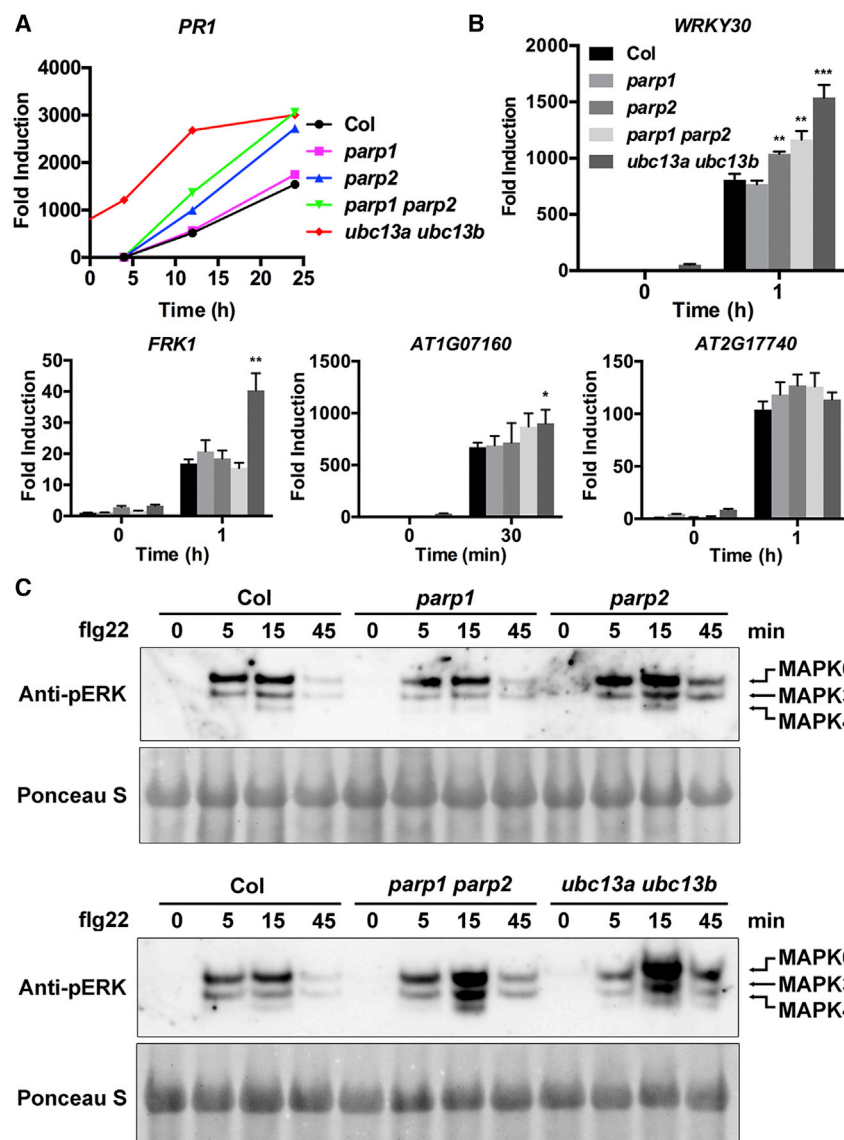 A
PR1
Fold Induction
4000
3000
2000
1000
0
0 5 10 15 20 25
Time (h)
Col
parp1
parp2
parp1 parp2
ubc13a ubc13b
B
WRKY30
Fold Induction
2000
1500
1000
500
0
Col
parp1
parp2
parp1 parp2
ubc13a ubc13b
** ** ***
0 1
Time (h)
FRK1
Fold Induction
50
40
30
20
10
0
**
0 1
Time (h)
AT1G07160
Fold Induction
1500
1000
500
0
*
0 30
Time (min)
AT2G17740
Fold Induction
150
100
50
0
0 1
Time (h)
C
Col parp1 parp2
flg22 0 5 15 45 0 5 15 45 0 5 15 45 min
Anti-pERK
MAPK3
MAPK4
Ponceau S
Col parp1 parp2 ubc13a ubc13b
flg22 0 5 15 45 0 5 15 45 0 5 15 45 min
Anti-pERK
MAPK3
MAPK4
Ponceau S